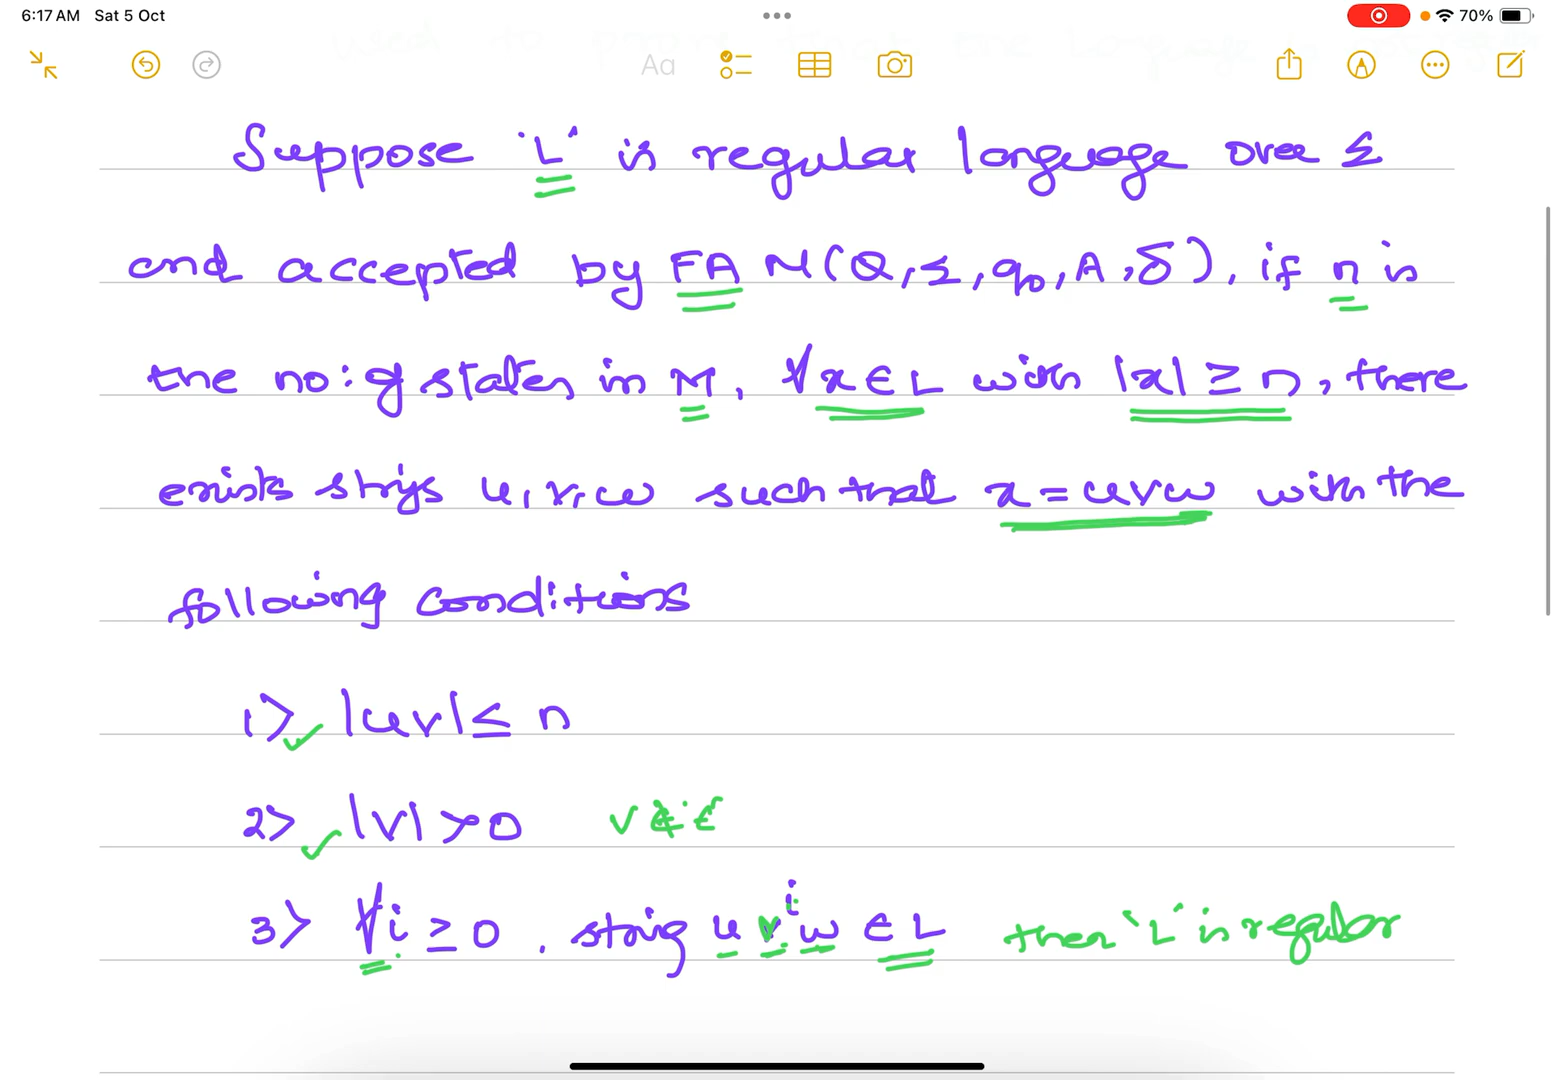 6:17 AM Sat 5 Oct 70%
Aa
Suppose 'L' is regular language over Σ
and accepted by FA M(Q, Σ, q0, A, δ), if n is
the no: of states in M, ∀x ∈ L with |x| ≥ n, there
exists strings u, v, w such that x = uvw with the
following conditions
1) |uv| ≤ n
2) |v| > 0 v ∉ ε
3) ∀i ≥ 0, string u vⁱ w ∈ L then 'L' is regular